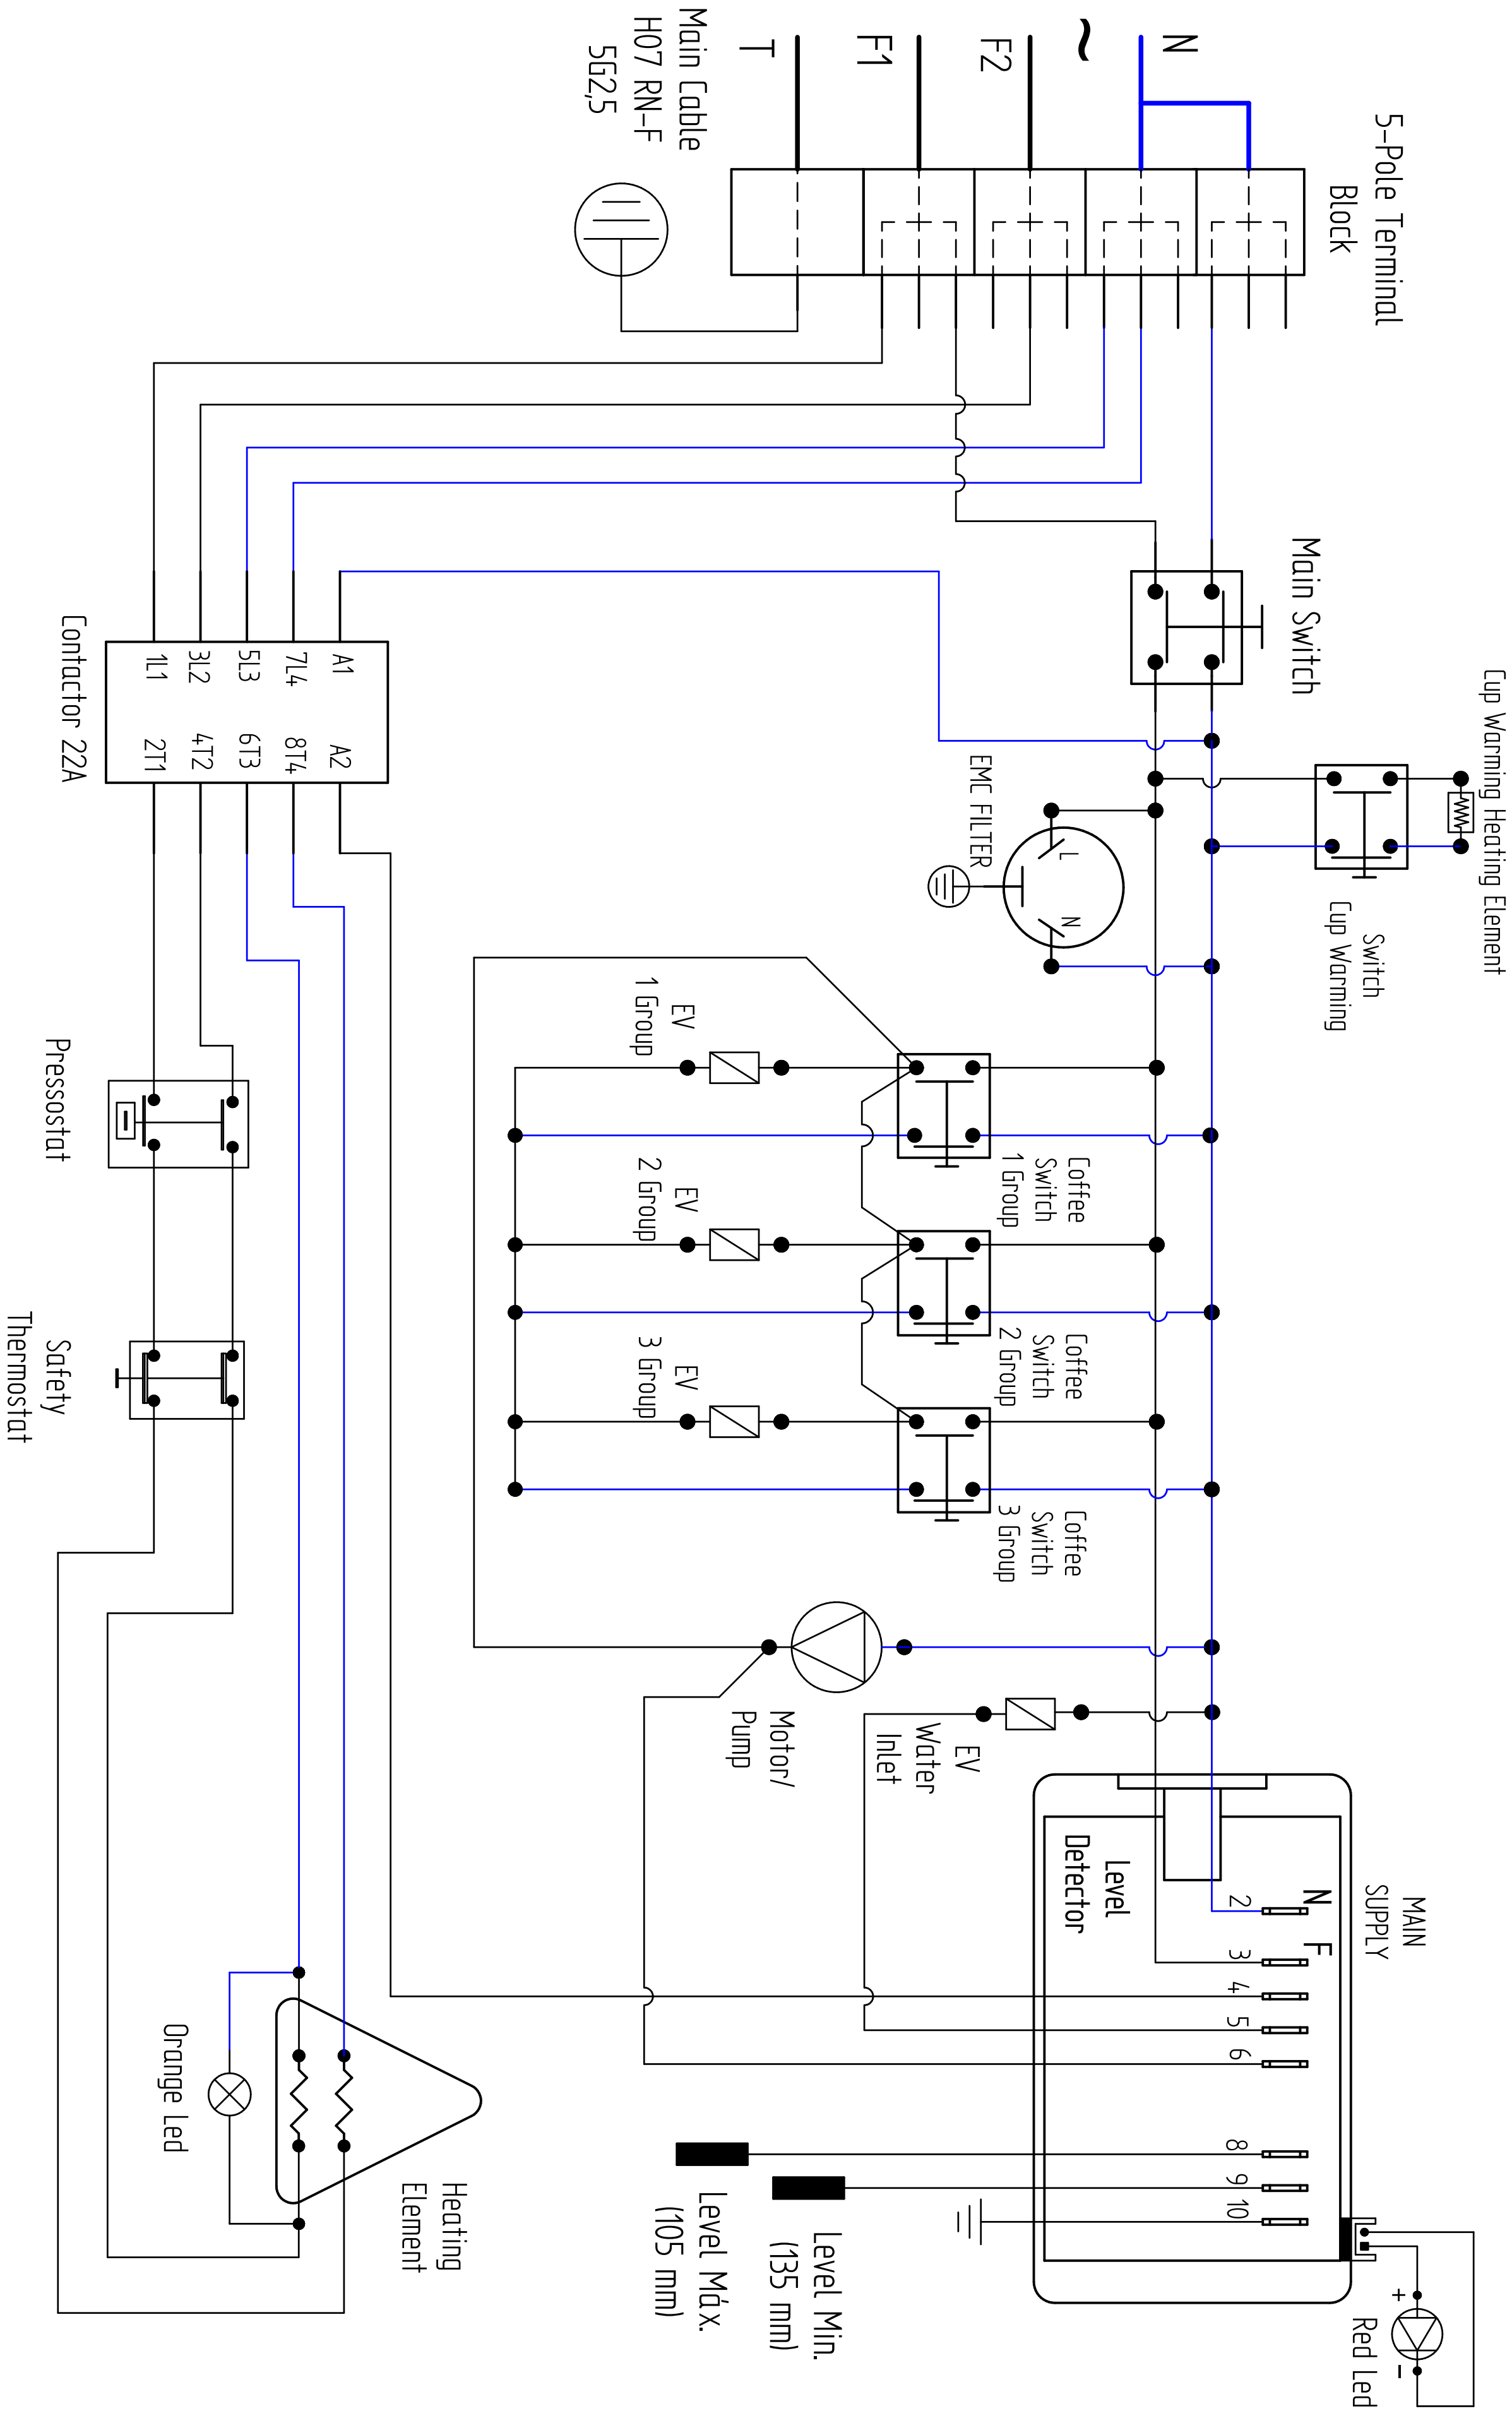 5-Pole Terminal
Block
N
~
F2
F1
T
Main Cable
H07 RN-F
5G2,5
Main Switch
Cup Warming Heating Element
Switch
Cup Warming
EMC FILTER
L
N
Contactor 22A
A1
7L4
5L3
3L2
1L1
A2
8T4
6T3
4T2
2T1
Pressostat
Safety
Thermostat
EV
1 Group
EV
2 Group
EV
3 Group
Coffee
Switch
1 Group
Coffee
Switch
2 Group
Coffee
Switch
3 Group
Motor/
Pump
EV
Water
Inlet
MAIN
SUPPLY
N
F
Level
Detector
2
3
4
5
6
8
9
10
Level Min.
(135 mm)
Level Máx.
(105 mm)
Heating
Element
Orange Led
+
-
Red Led